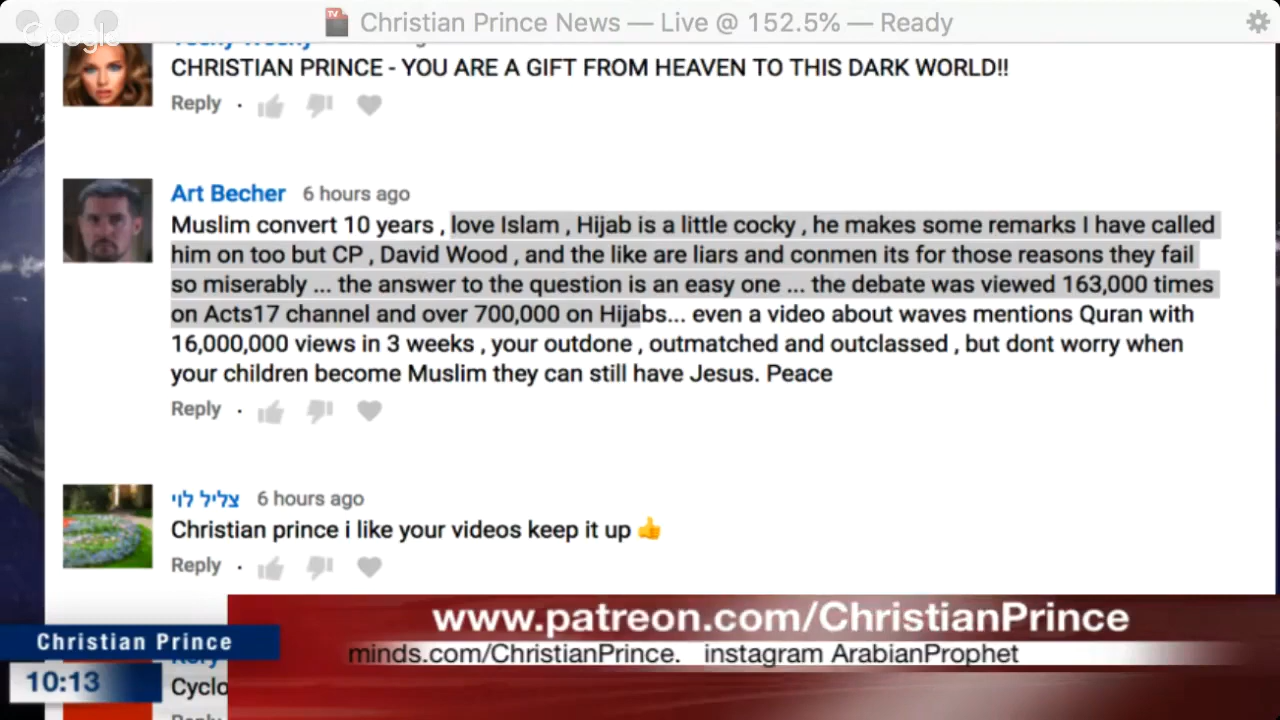 Christian Prince News — Live @ 152.5% — Ready
Google
CHRISTIAN PRINCE - YOU ARE A GIFT FROM HEAVEN TO THIS DARK WORLD!!
Reply
Art Becher 6 hours ago
Muslim convert 10 years , love Islam , Hijab is a little cocky , he makes some remarks I have called
him on too but CP , David Wood , and the like are liars and conmen its for those reasons they fail
so miserably ... the answer to the question is an easy one ... the debate was viewed 163,000 times
on Acts17 channel and over 700,000 on Hijabs... even a video about waves mentions Quran with
16,000,000 views in 3 weeks , your outdone , outmatched and outclassed , but dont worry when
your children become Muslim they can still have Jesus. Peace
Reply
צליל לוי 6 hours ago
Christian prince i like your videos keep it up 👍
Reply
www.patreon.com/ChristianPrince
Christian Prince
minds.com/ChristianPrince. instagram ArabianProphet
10:13
Cyclo